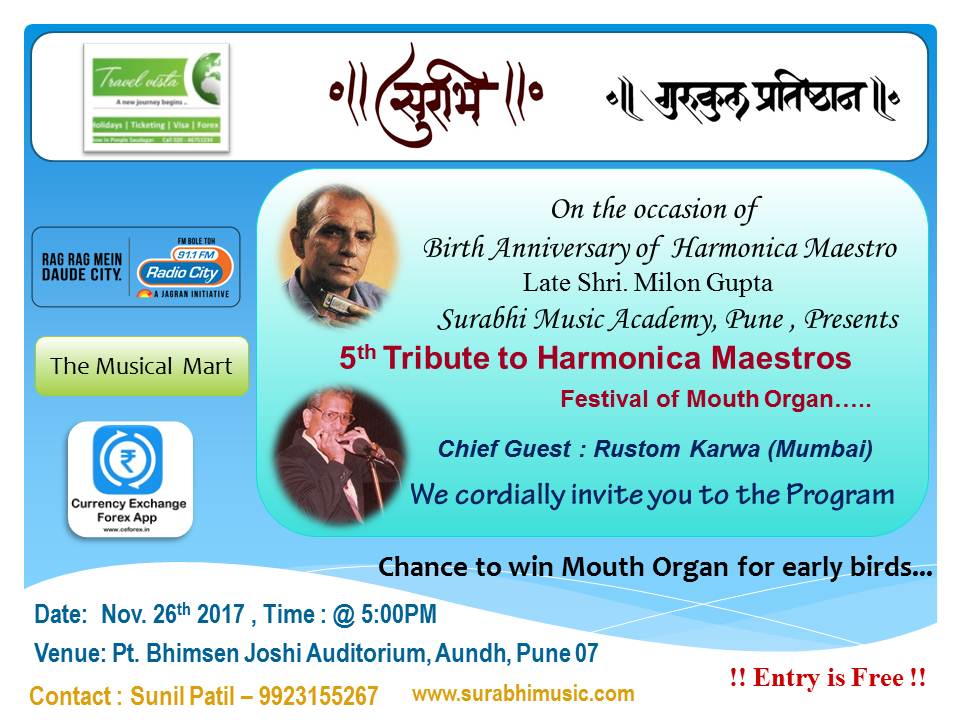 Travel vista
A new journey begins ..
Holidays | Ticketing | Visa | Forex
॥ सुरभि ॥
॥ गुरुकुल प्रतिष्ठान ॥
On the occasion of
Birth Anniversary of Harmonica Maestro
Late Shri. Milon Gupta
Surabhi Music Academy, Pune , Presents
5th Tribute to Harmonica Maestros
Festival of Mouth Organ.....
Chief Guest : Rustom Karwa (Mumbai)
We cordially invite you to the Program
RAG RAG MEIN
DAUDE CITY.
FM BOLE TOH
91.1 FM
Radio City
A JAGRAN INITIATIVE
The Musical Mart
Currency Exchange
Forex App
www.ceforex.in
Chance to win Mouth Organ for early birds...
Date: Nov. 26th 2017 , Time : @ 5:00PM
Venue: Pt. Bhimsen Joshi Auditorium, Aundh, Pune 07
!! Entry is Free !!
Contact : Sunil Patil – 9923155267
www.surabhimusic.com